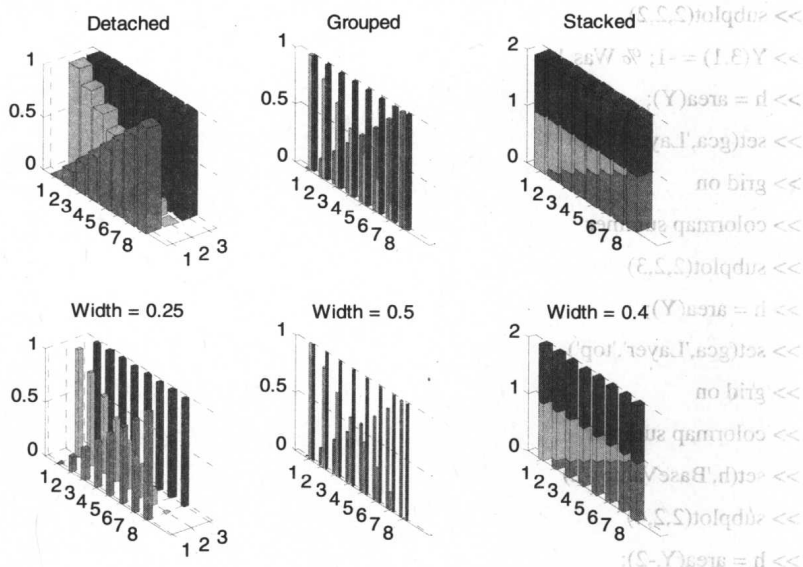 Detached
1
0.5
0
1 2 3 4 5 6 7 8
1 2 3
Grouped
1
0.5
0
1 2 3 4 5 6 7 8
Stacked
2
1
0
1 2 3 4 5 6 7 8
Width = 0.25
1
0.5
0
1 2 3 4 5 6 7 8
1 2 3
Width = 0.5
1
0.5
0
1 2 3 4 5 6 7 8
Width = 0.4
2
1
0
1 2 3 4 5 6 7 8
>> subplot(2,2,2)
>> Y(3.1) = -1; % Was
>> h = area(Y);
>> set(gca,'Lay
>> grid on
>> colormap
>> subplot(2,2,3)
>> h = area(Y)
>> set(gca,'Layer','top')
>> grid on
>> colormap
>> set(h,'BaseVa
>> subplot(2,2,
>> h = area(Y,-2);